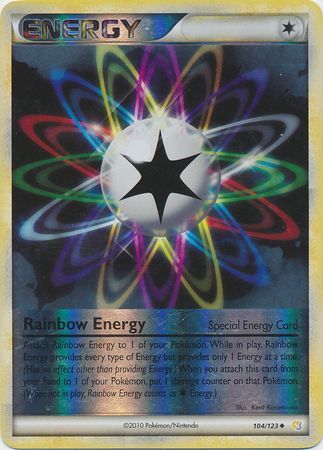 ENERGY
Rainbow Energy Special Energy Card
Attach Rainbow Energy to 1 of your Pokémon. While in play, Rainbow
Energy provides every type of Energy but provides only 1 Energy at a time.
(Has no effect other than providing Energy.) When you attach this card
from your hand to 1 of your Pokémon, put 1 damage counter on that Pokémon.
(While not in play, Rainbow Energy counts as Energy.)
Illus. Kent Kanetsuna
©2010 Pokémon/Nintendo 104/123